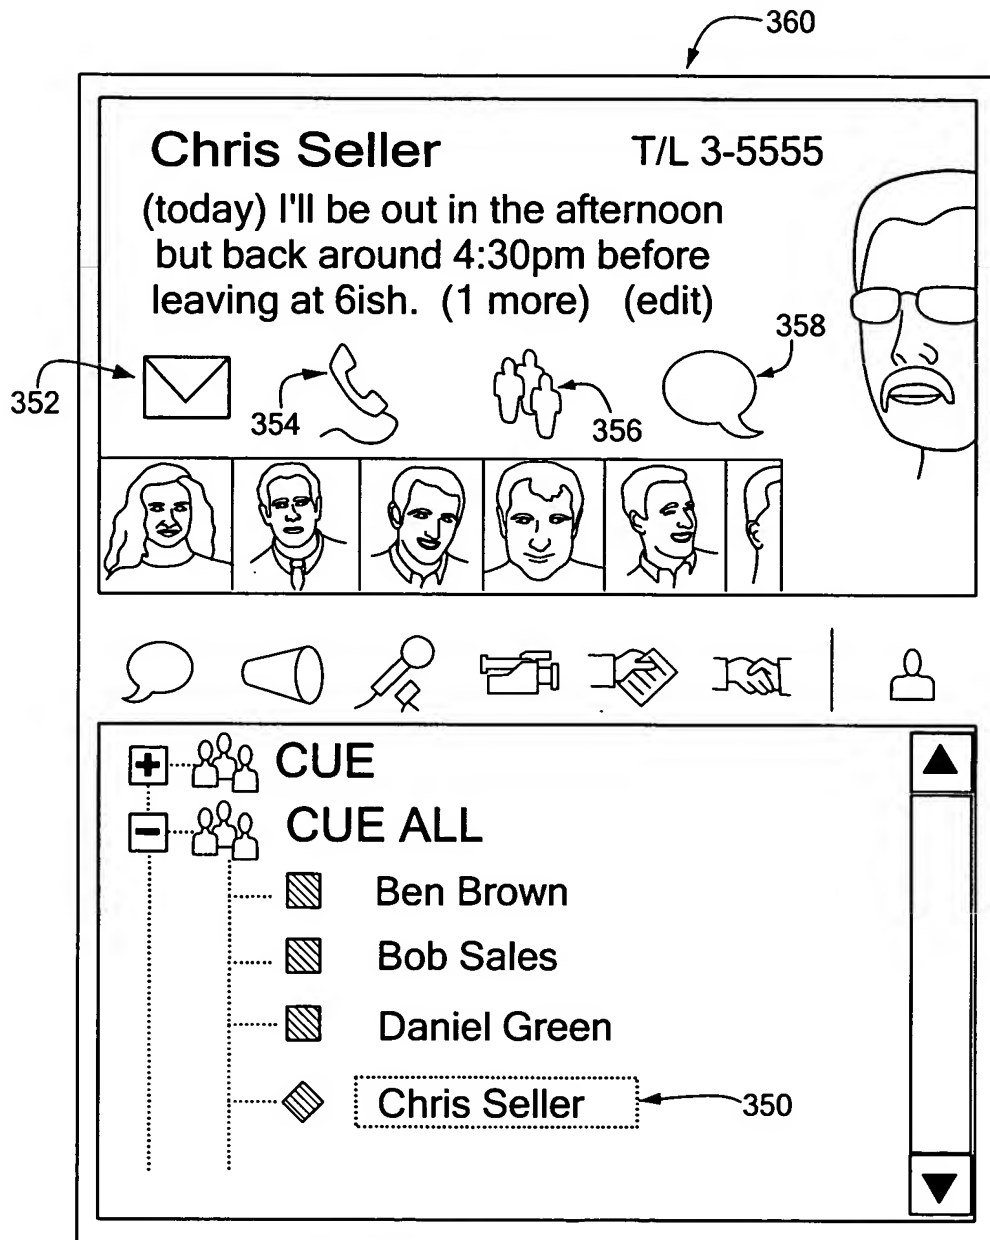 360
Chris Seller T/L 3-5555
(today) I'll be out in the afternoon
but back around 4:30pm before
leaving at 6ish. (1 more) (edit)
358
352
354
356
CUE
CUE ALL
Ben Brown
Bob Sales
Daniel Green
Chris Seller
350